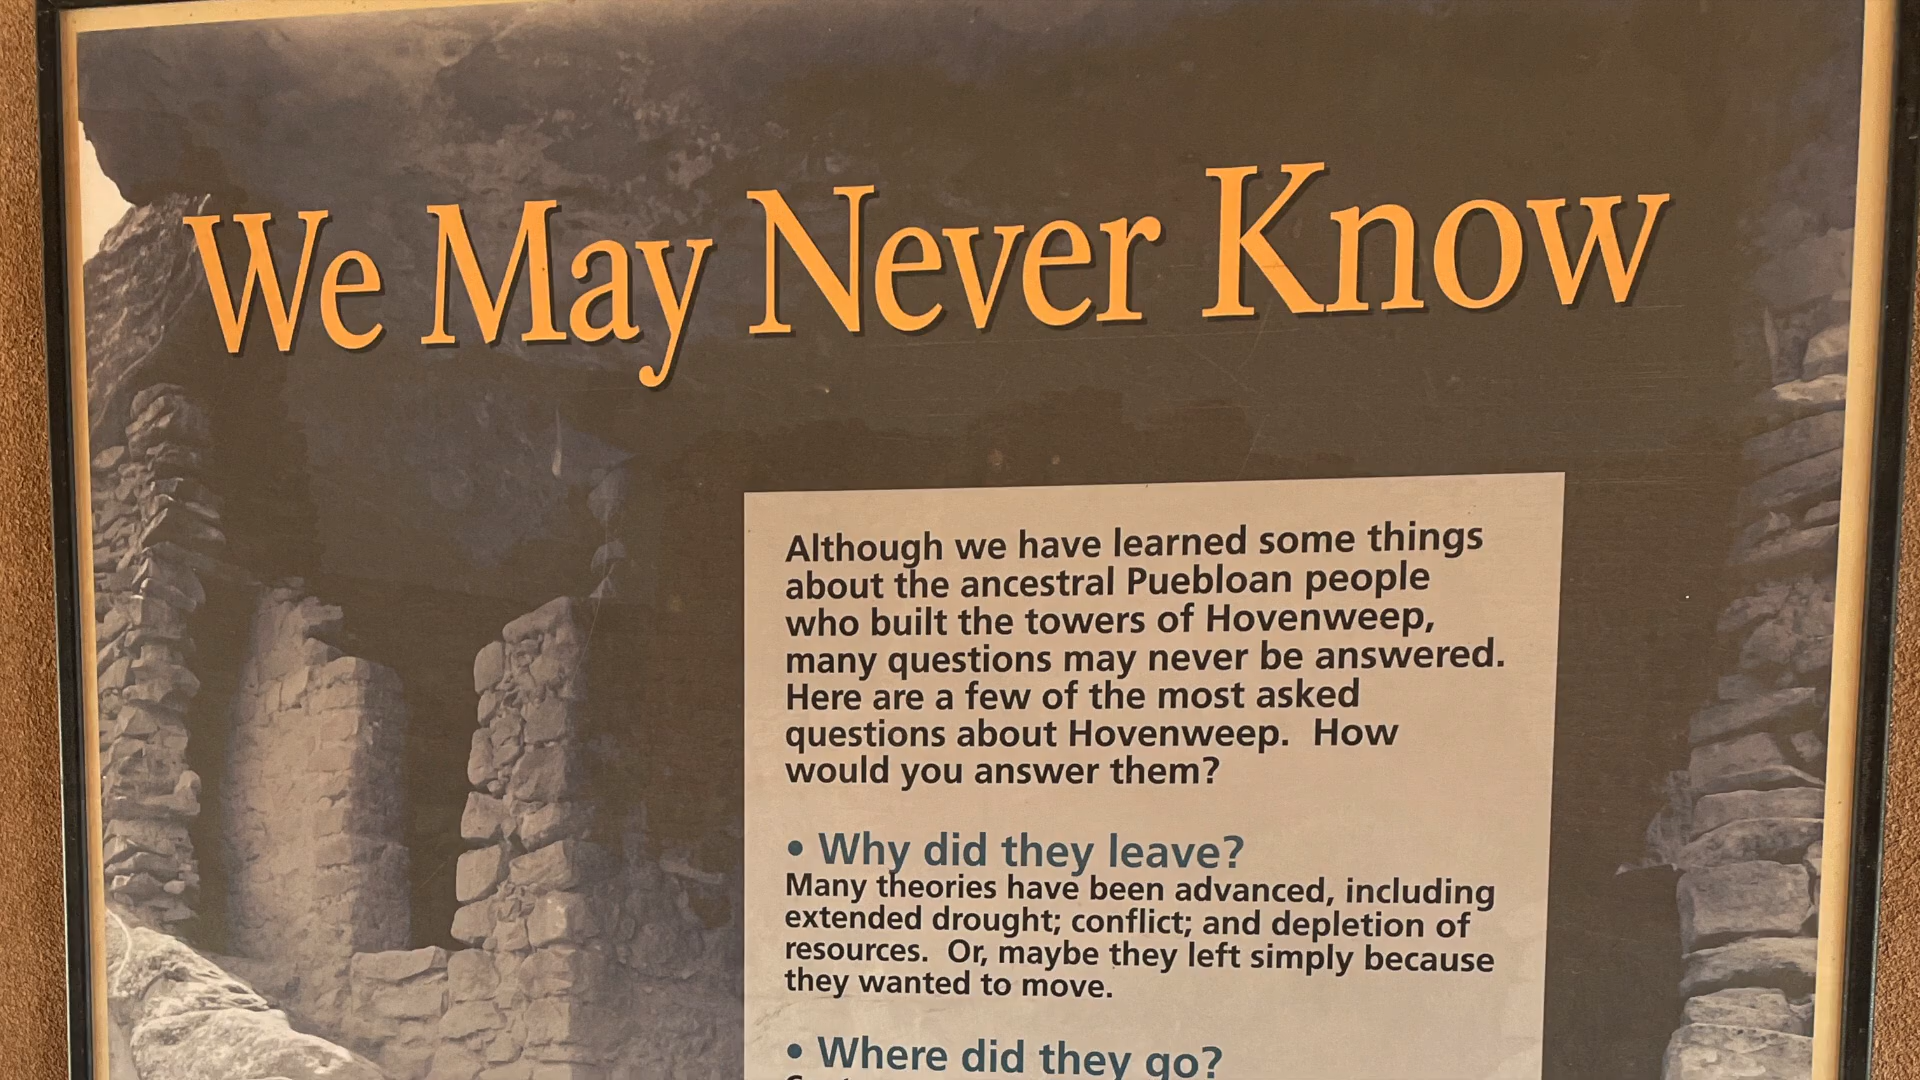 We May Never Know
Although we have learned some things
about the ancestral Puebloan people
who built the towers of Hovenweep,
many questions may never be answered.
Here are a few of the most asked
questions about Hovenweep.  How
would you answer them?
• Why did they leave?
Many theories have been advanced, including
extended drought; conflict; and depletion of
resources.  Or, maybe they left simply because
they wanted to move.
• Where did they go?